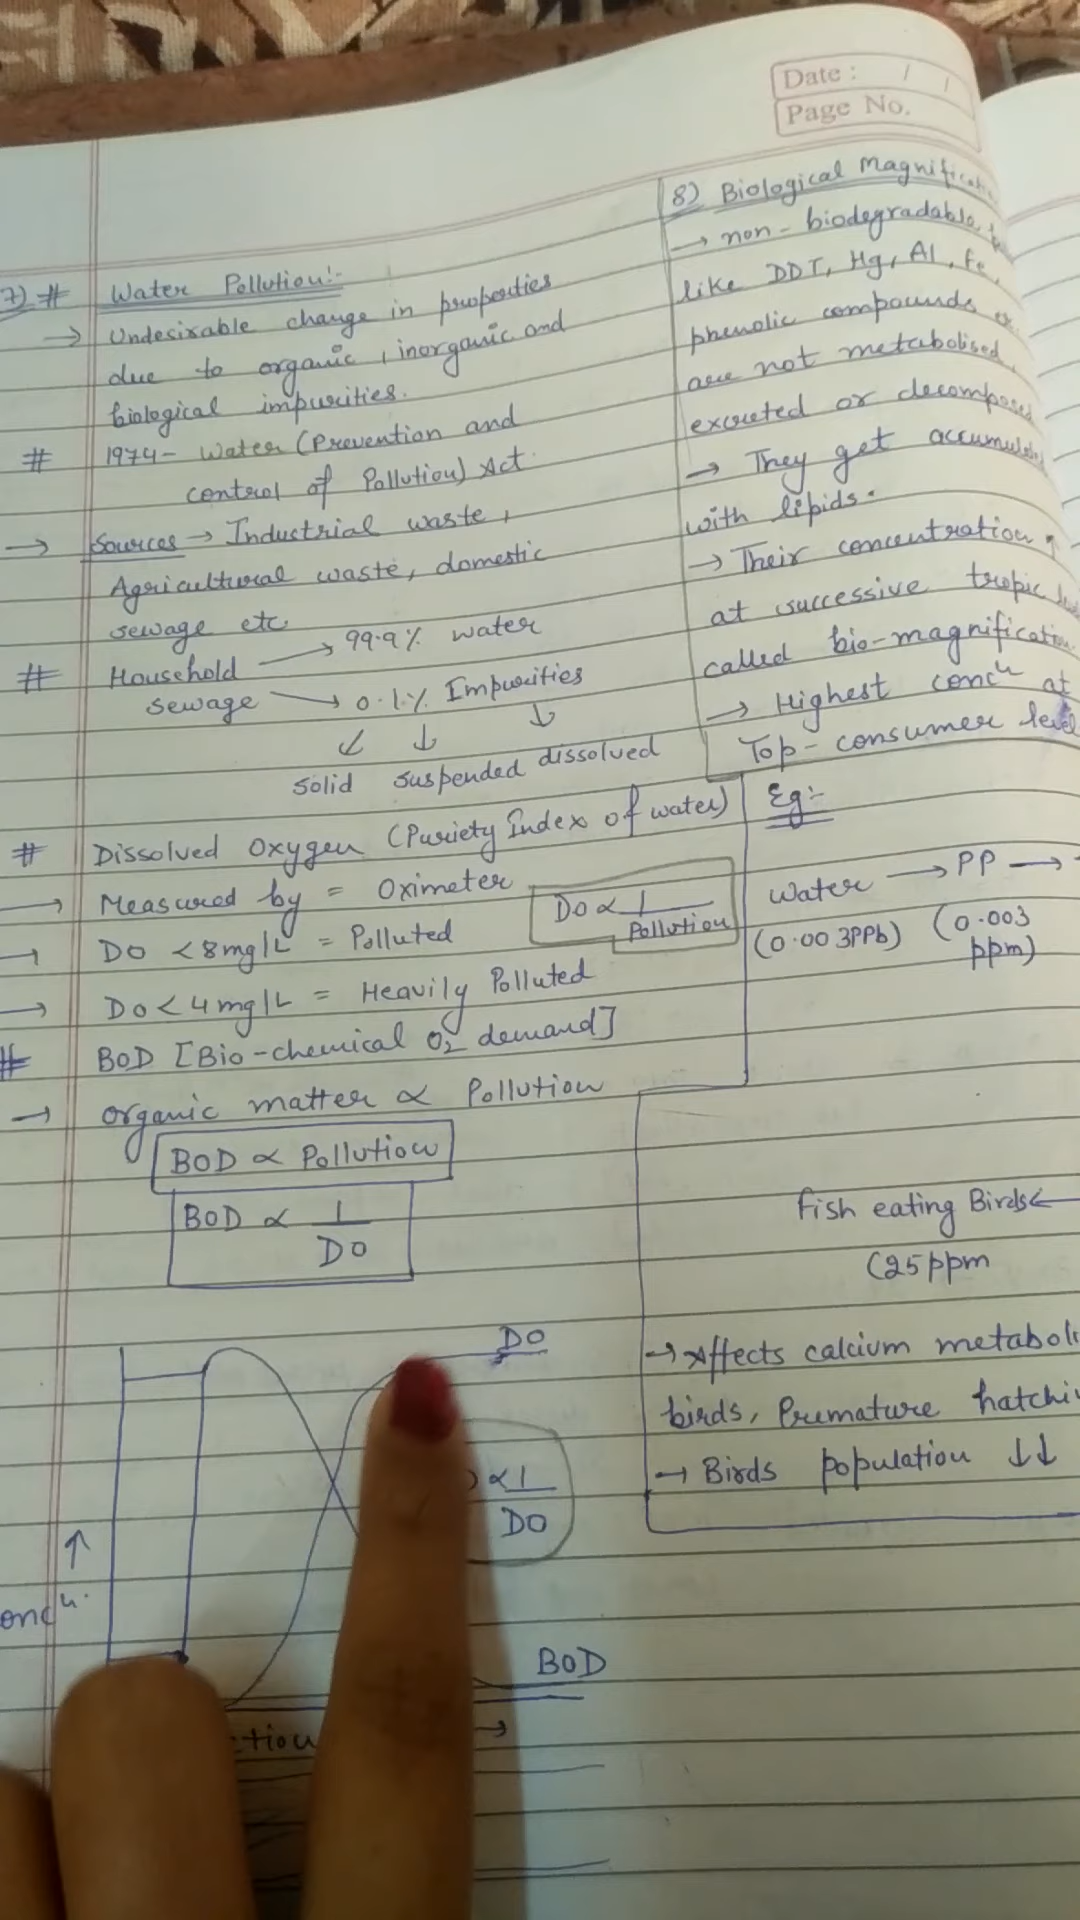 Date : / /
Page No.
7) # Water Pollution:-
→ Undesirable change in properties
due to organic, inorganic and
biological impurities.
# 1974- Water (Prevention and
control of Pollution) Act.
→ Sources → Industrial waste,
Agricultural waste, domestic
sewage etc
# Household → 99.9% water
sewage → 0.1% Impurities
↙ ↓ ↓
Solid suspended dissolved
# Dissolved Oxygen (Puriety Index of water)
→ Measured by = Oximeter
DO ∝ 1/Pollution
→ DO < 8mg/L = Polluted
→ DO < 4mg/L = Heavily Polluted
# BOD [Bio-chemical O₂ demand]
→ organic matter ∝ Pollution
BOD ∝ Pollution
BOD ∝ 1/DO
DO
∝ 1/DO
↑
BOD
→
8) Biological
→ non-biodegradable
like DDT, Hg, Al, Fe,
phenolic compounds
are not metabolised,
excreted or decomposed
→ They get
with lipids.
→ Their concentration ↑
at successive tropic
called bio-magnification
→ Highest concⁿ at
Top-consumer level
Eg:-
Water → PP →
(0.003PPb) (0.003
ppm)
Fish eating Birds ←
(25ppm
→ Affects calcium
birds, Premature
→ Birds population ↓↓